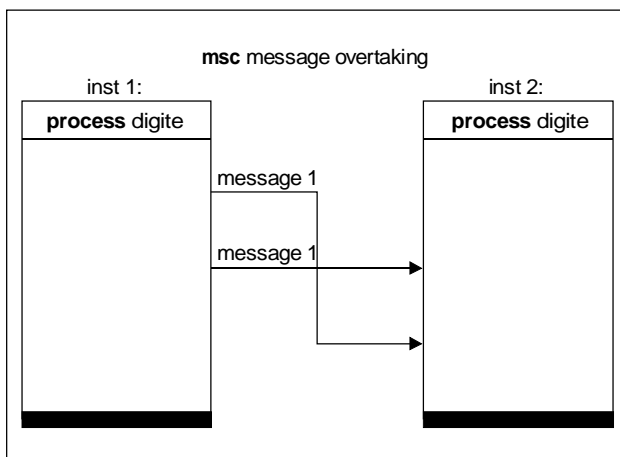 msc message overtaking
inst 1:
inst 2:
process digite
process digite
message 1
message 1